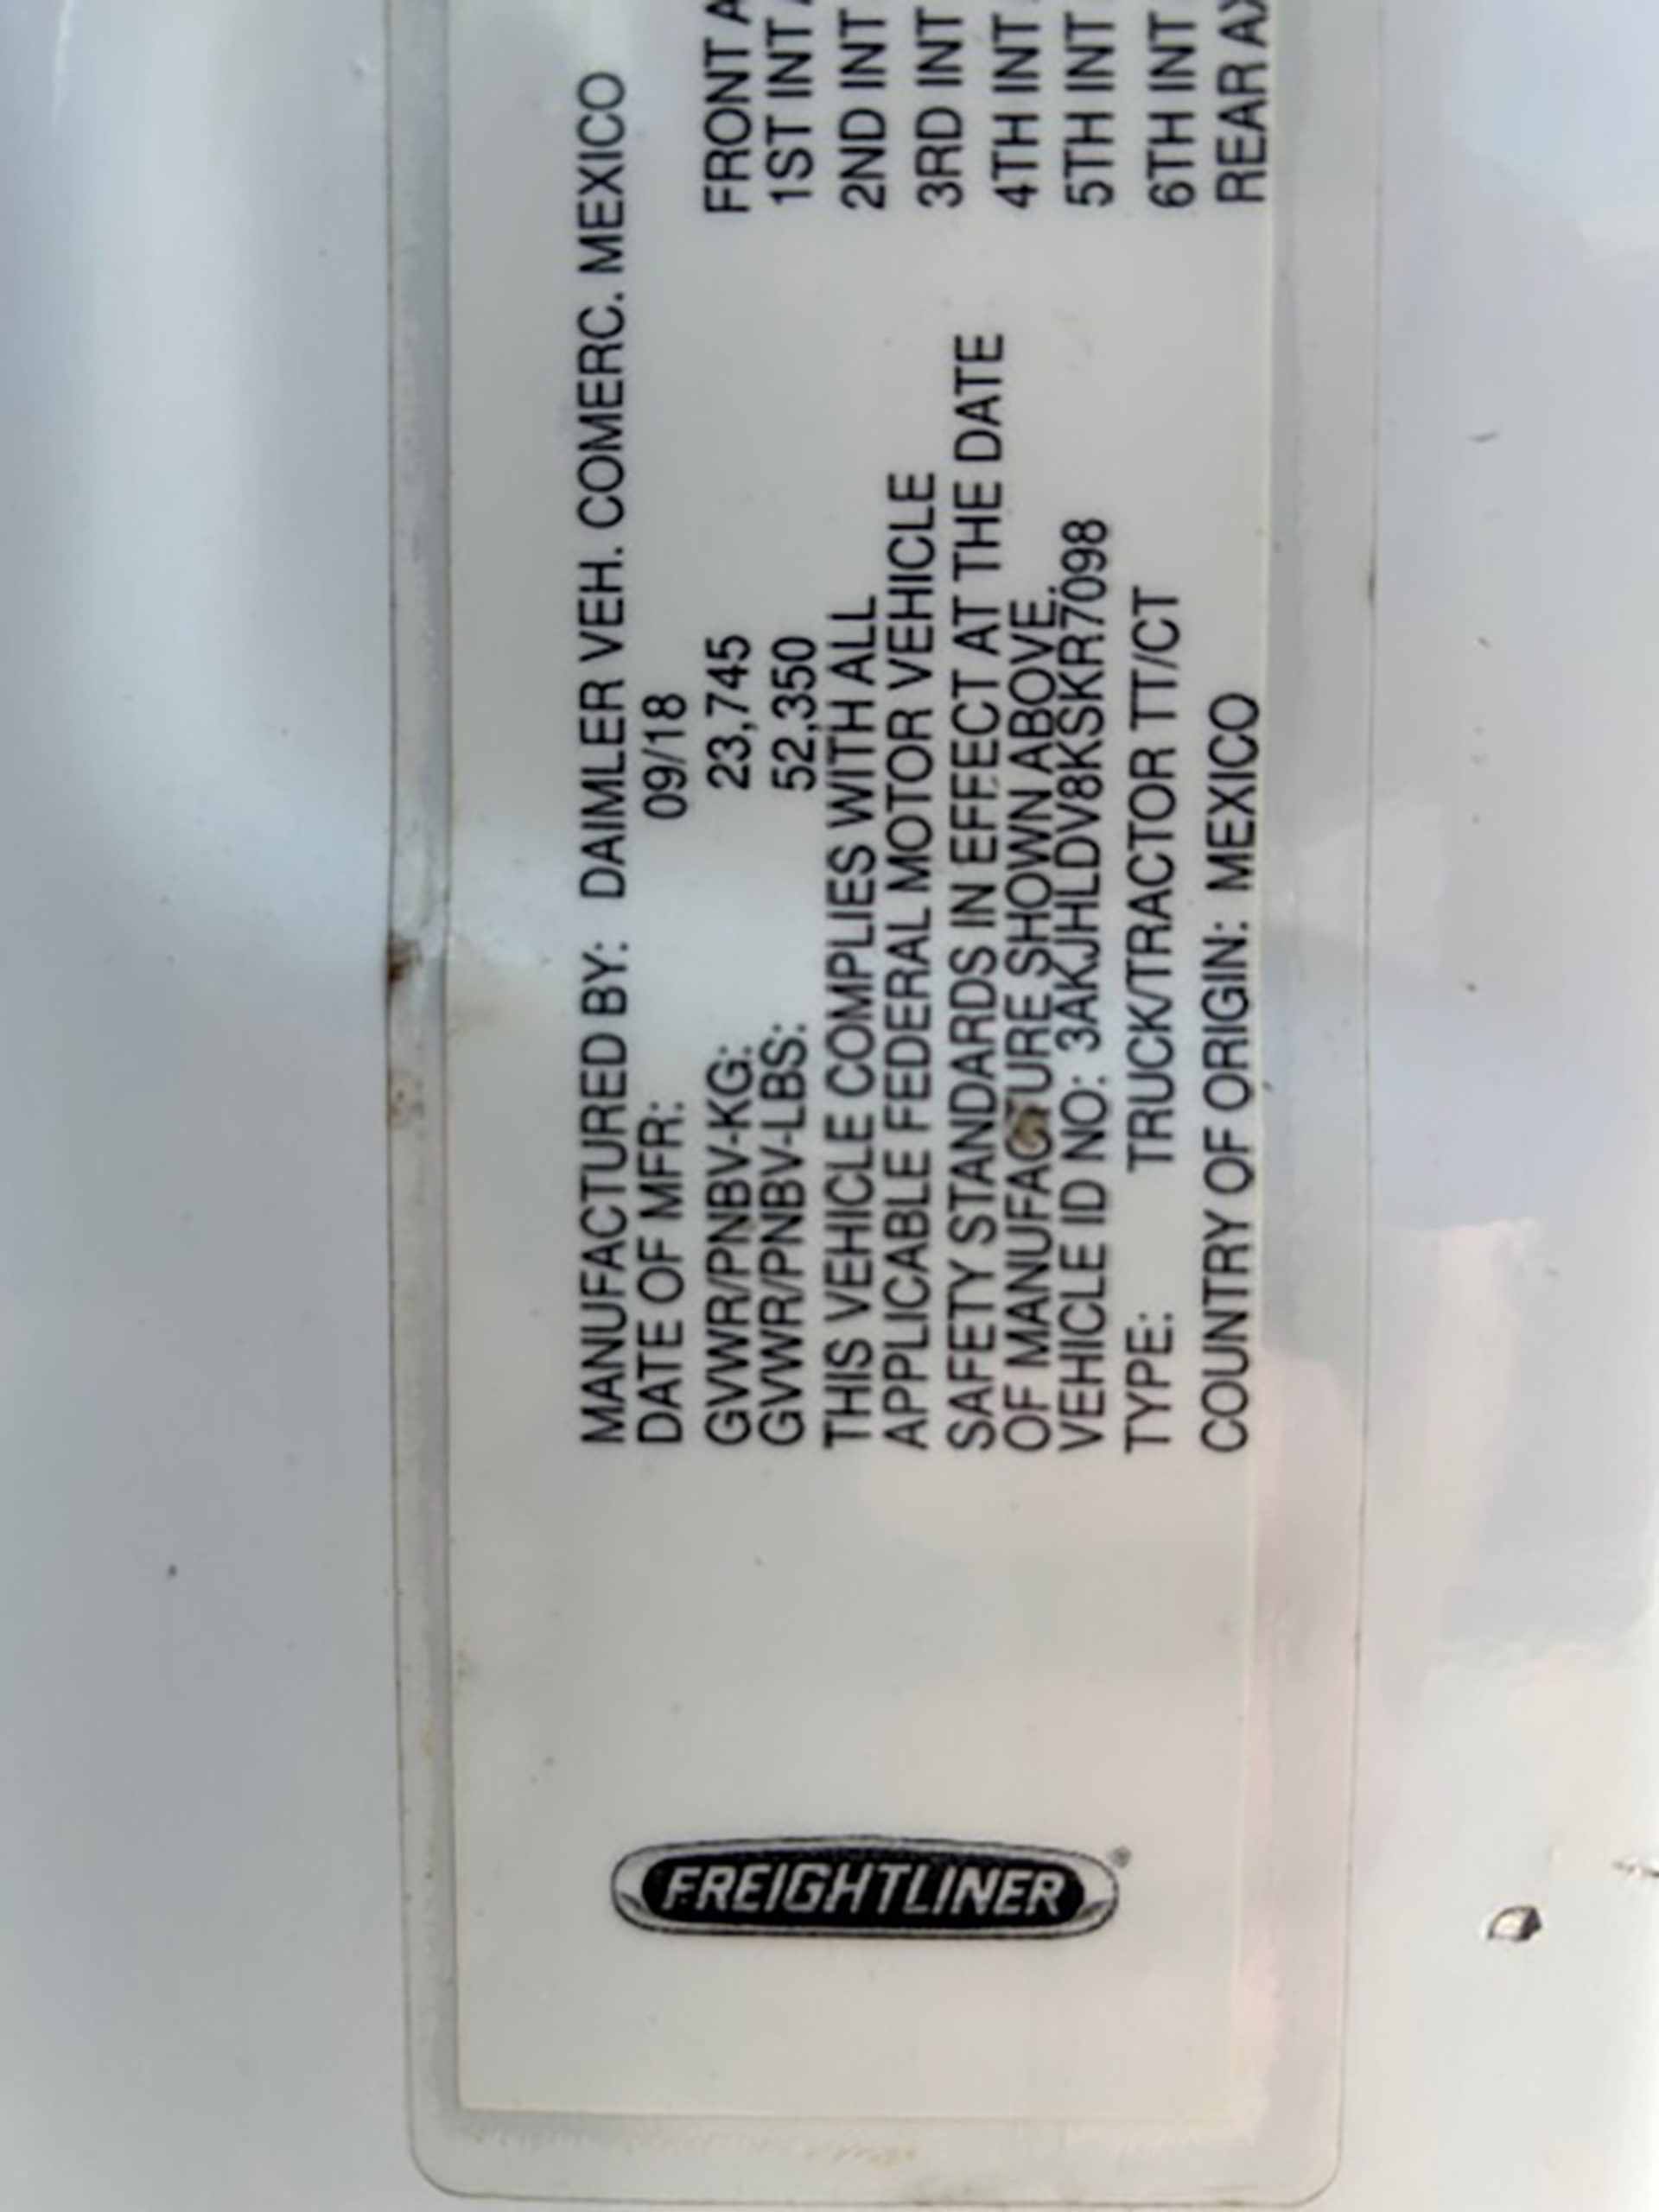 FREIGHTLINER
MANUFACTURED BY: DAIMLER VEH. COMERC. MEXICO
DATE OF MFR: 09/18
GVWR/PNBV-KG: 23,745
GVWR/PNBV-LBS: 52,350
THIS VEHICLE COMPLIES WITH ALL
APPLICABLE FEDERAL MOTOR VEHICLE
SAFETY STANDARDS IN EFFECT AT THE DATE
OF MANUFACTURE SHOWN ABOVE.
VEHICLE ID NO: 3AKJHLDV8KSKR7098
TYPE: TRUCK/TRACTOR TT/CT
COUNTRY OF ORIGIN: MEXICO
FRONT A
1ST INT
2ND INT
3RD INT
4TH INT
5TH INT
6TH INT
REAR AX